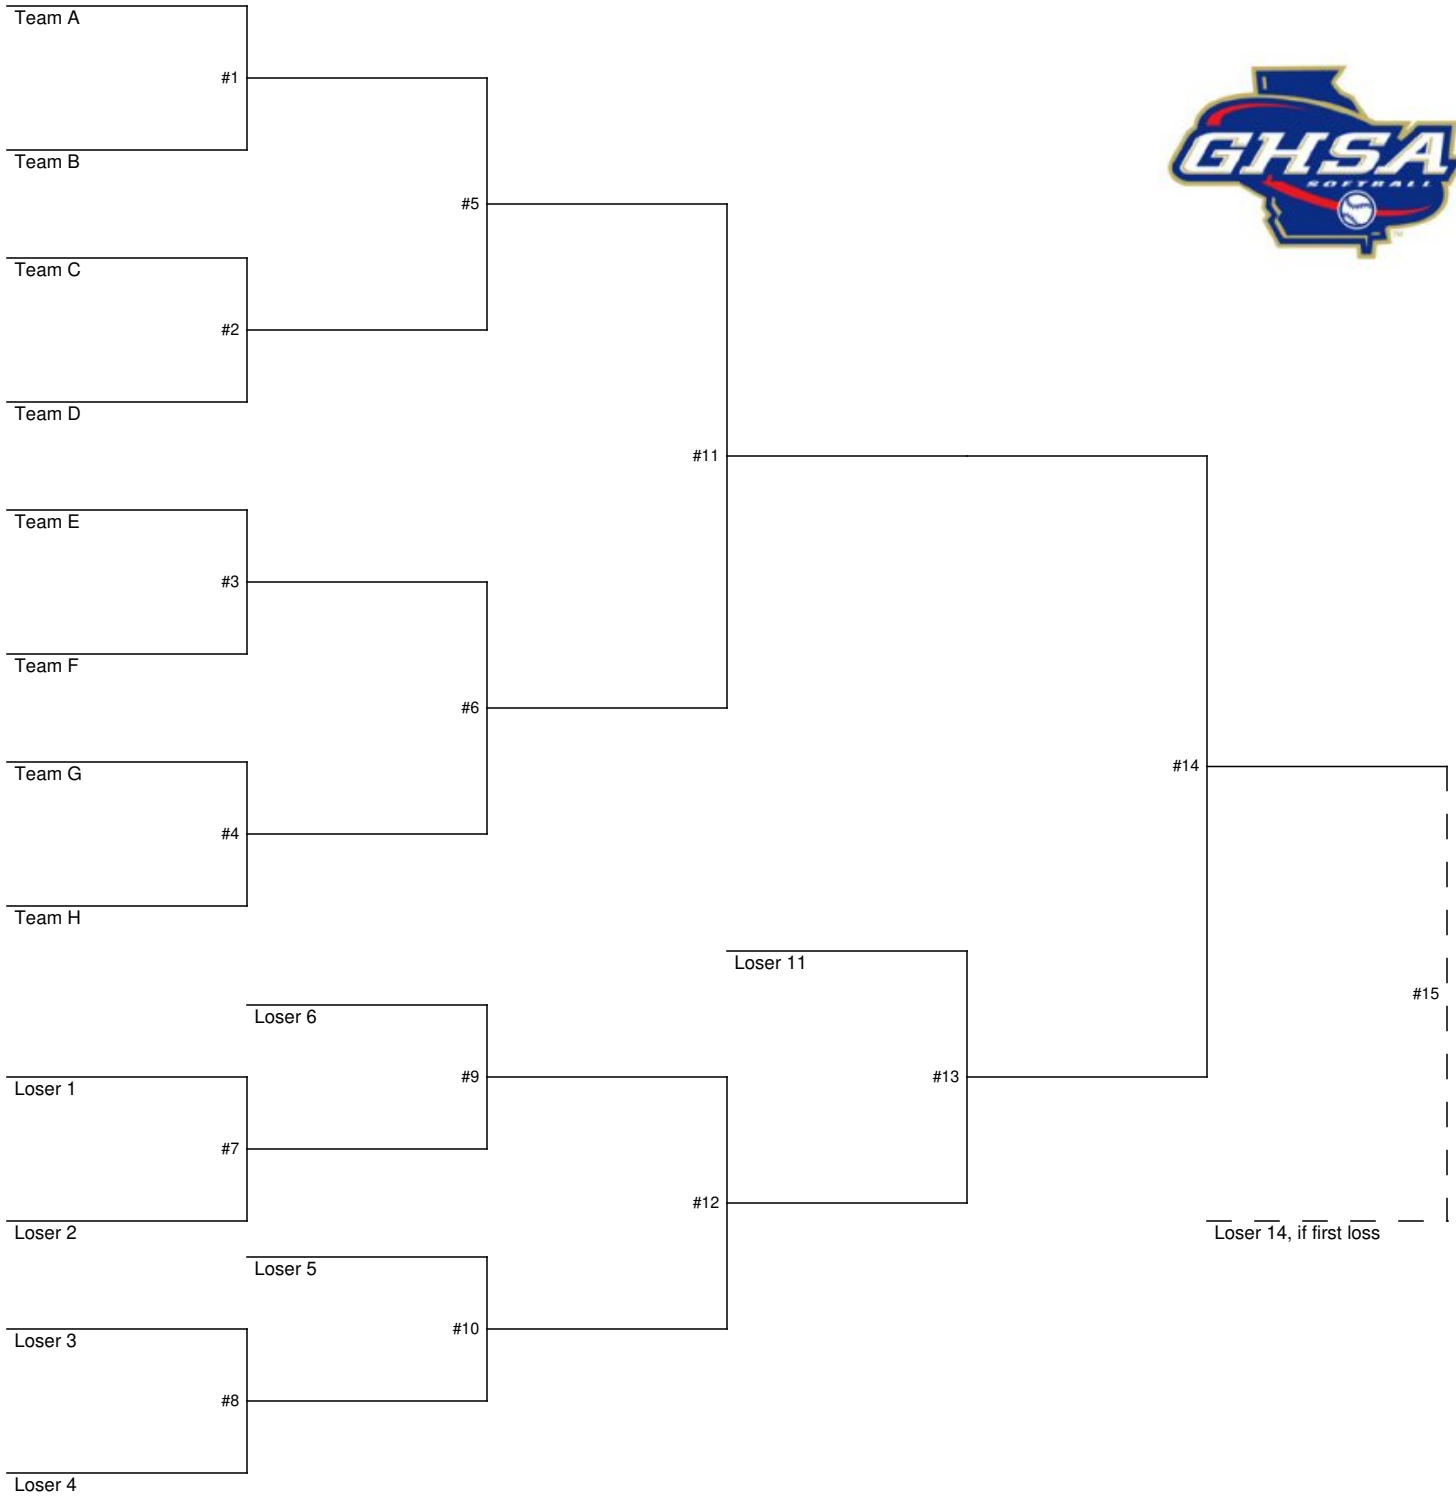 Team A
#1
Team B
#5
Team C
#2
Team D
#11
Team E
#3
Team F
#6
Team G
#4
Team H
#14
Loser 11
Loser 6
#15
Loser 1
#9
#13
#7
#12
Loser 2
Loser 14, if first loss
Loser 5
Loser 3
#10
#8
Loser 4
GHSA
SOFTBALL
TM